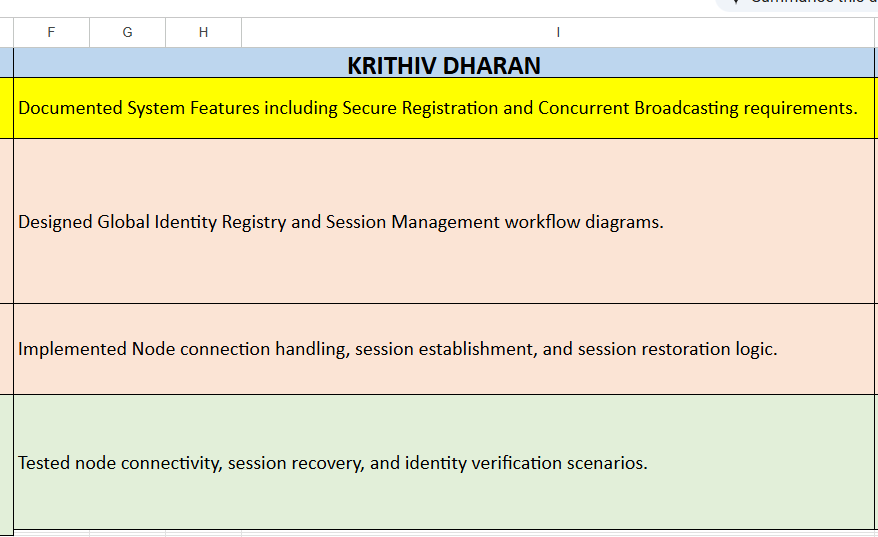 F G H I
KRITHIV DHARAN
Documented System Features including Secure Registration and Concurrent Broadcasting requirements.
Designed Global Identity Registry and Session Management workflow diagrams.
Implemented Node connection handling, session establishment, and session restoration logic.
Tested node connectivity, session recovery, and identity verification scenarios.